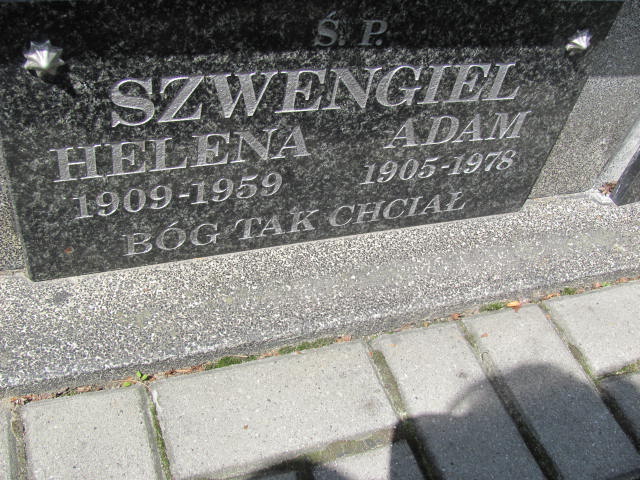 Ś. P.
SZWENGIEL
HELENA ADAM
1909-1959 1905-1978
BÓG TAK CHCIAŁ